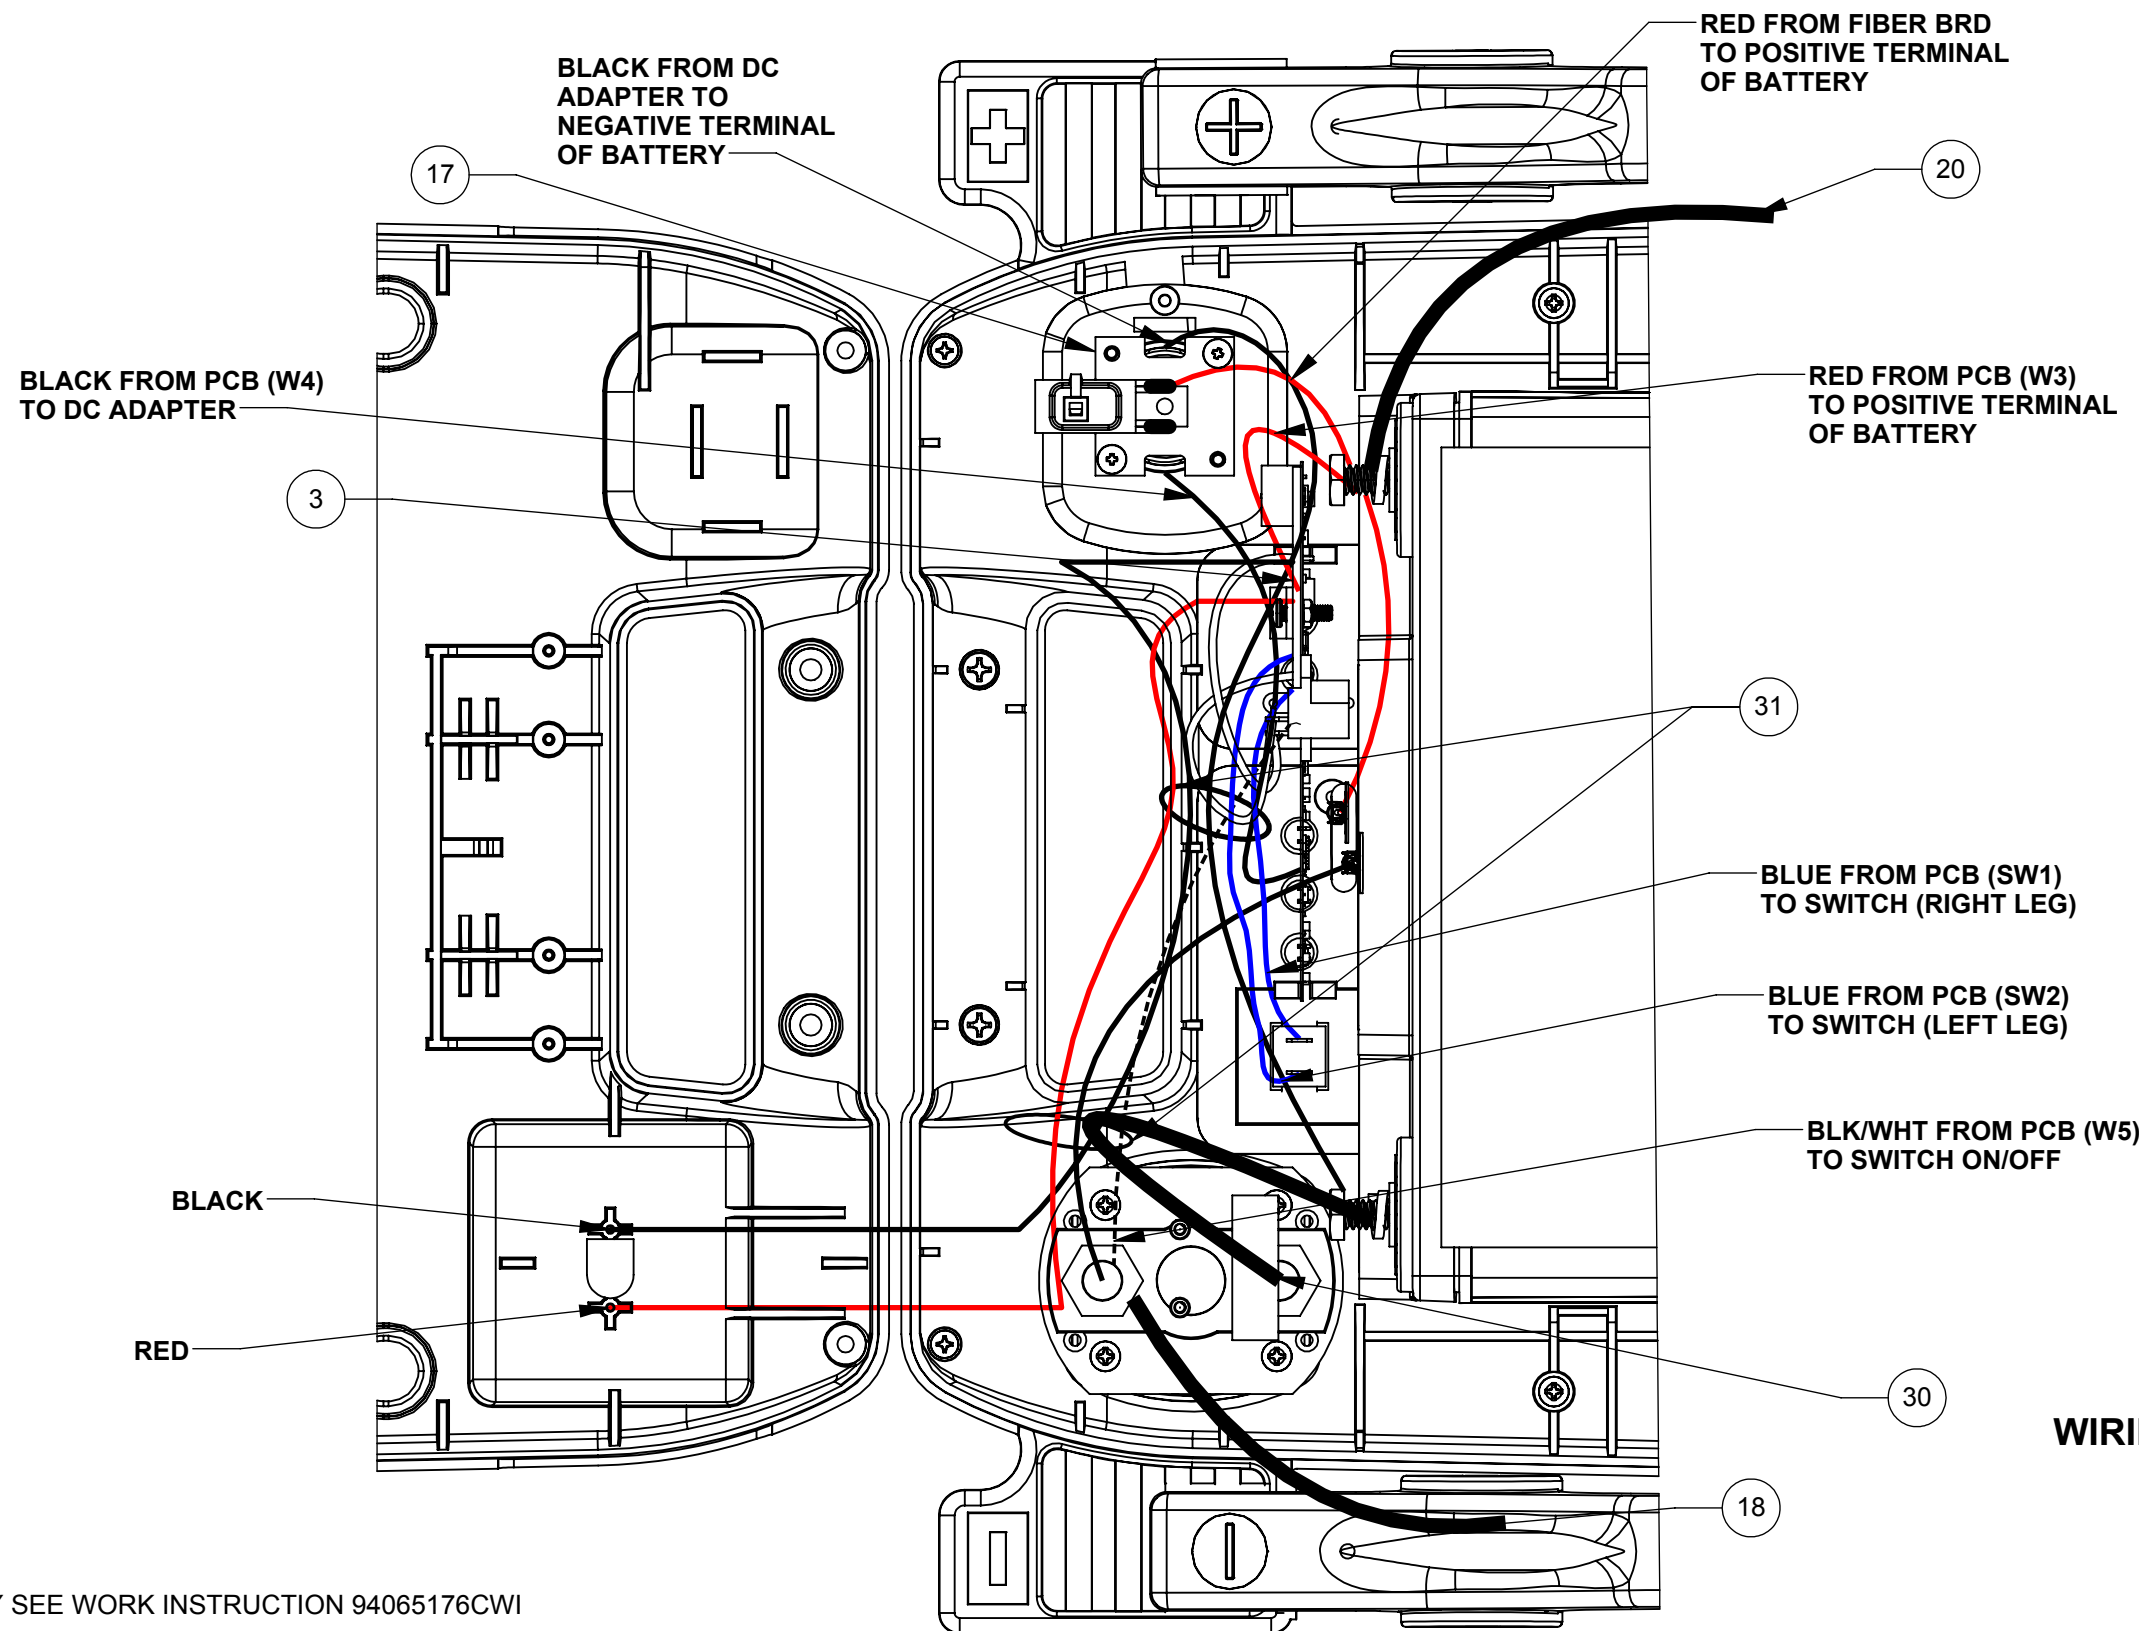 RED FROM FIBER BRD
TO POSITIVE TERMINAL
OF BATTERY
BLACK FROM DC
ADAPTER TO
NEGATIVE TERMINAL
OF BATTERY
17
20
BLACK FROM PCB (W4)
TO DC ADAPTER
RED FROM PCB (W3)
TO POSITIVE TERMINAL
OF BATTERY
3
31
BLUE FROM PCB (SW1)
TO SWITCH (RIGHT LEG)
BLUE FROM PCB (SW2)
TO SWITCH (LEFT LEG)
BLK/WHT FROM PCB (W5)
TO SWITCH ON/OFF
BLACK
RED
30
18
SEE WORK INSTRUCTION 94065176CWI